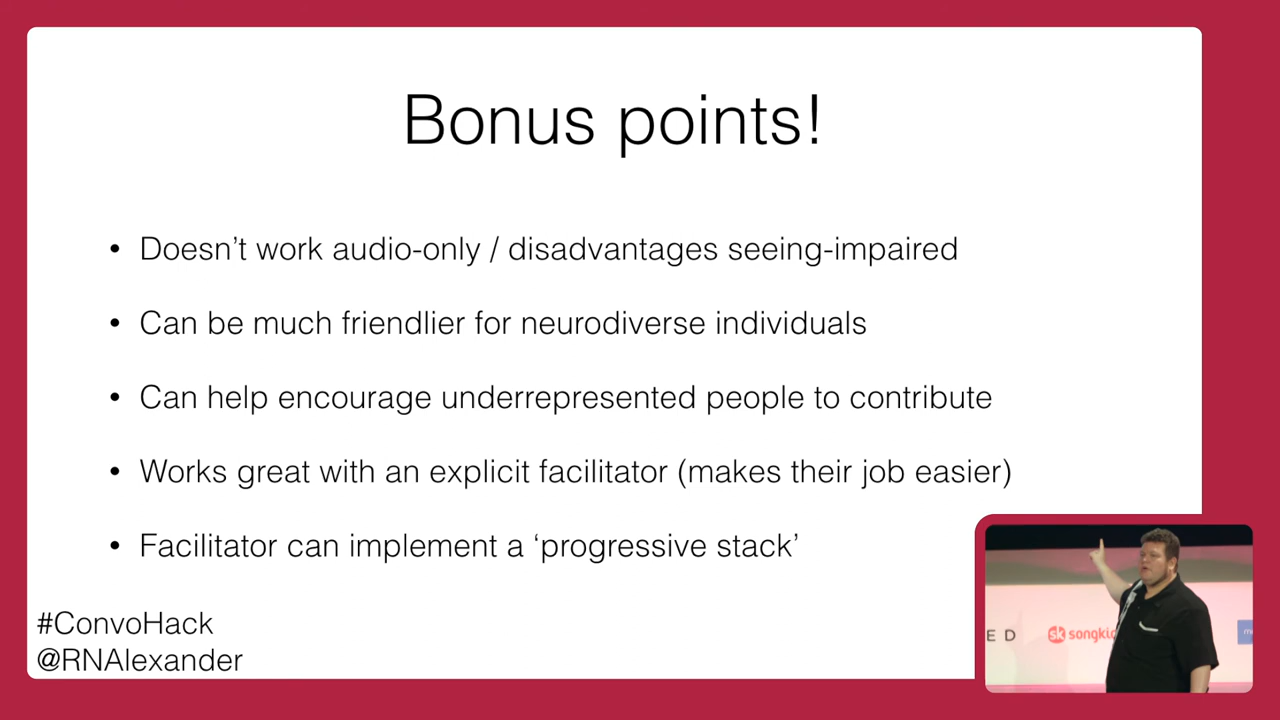 Bonus points!
• Doesn’t work audio-only / disadvantages seeing-impaired
• Can be much friendlier for neurodiverse individuals
• Can help encourage underrepresented people to contribute
• Works great with an explicit facilitator (makes their job easier)
• Facilitator can implement a ‘progressive stack’
#ConvoHack
@RNAlexander
E D
sk songkic
m